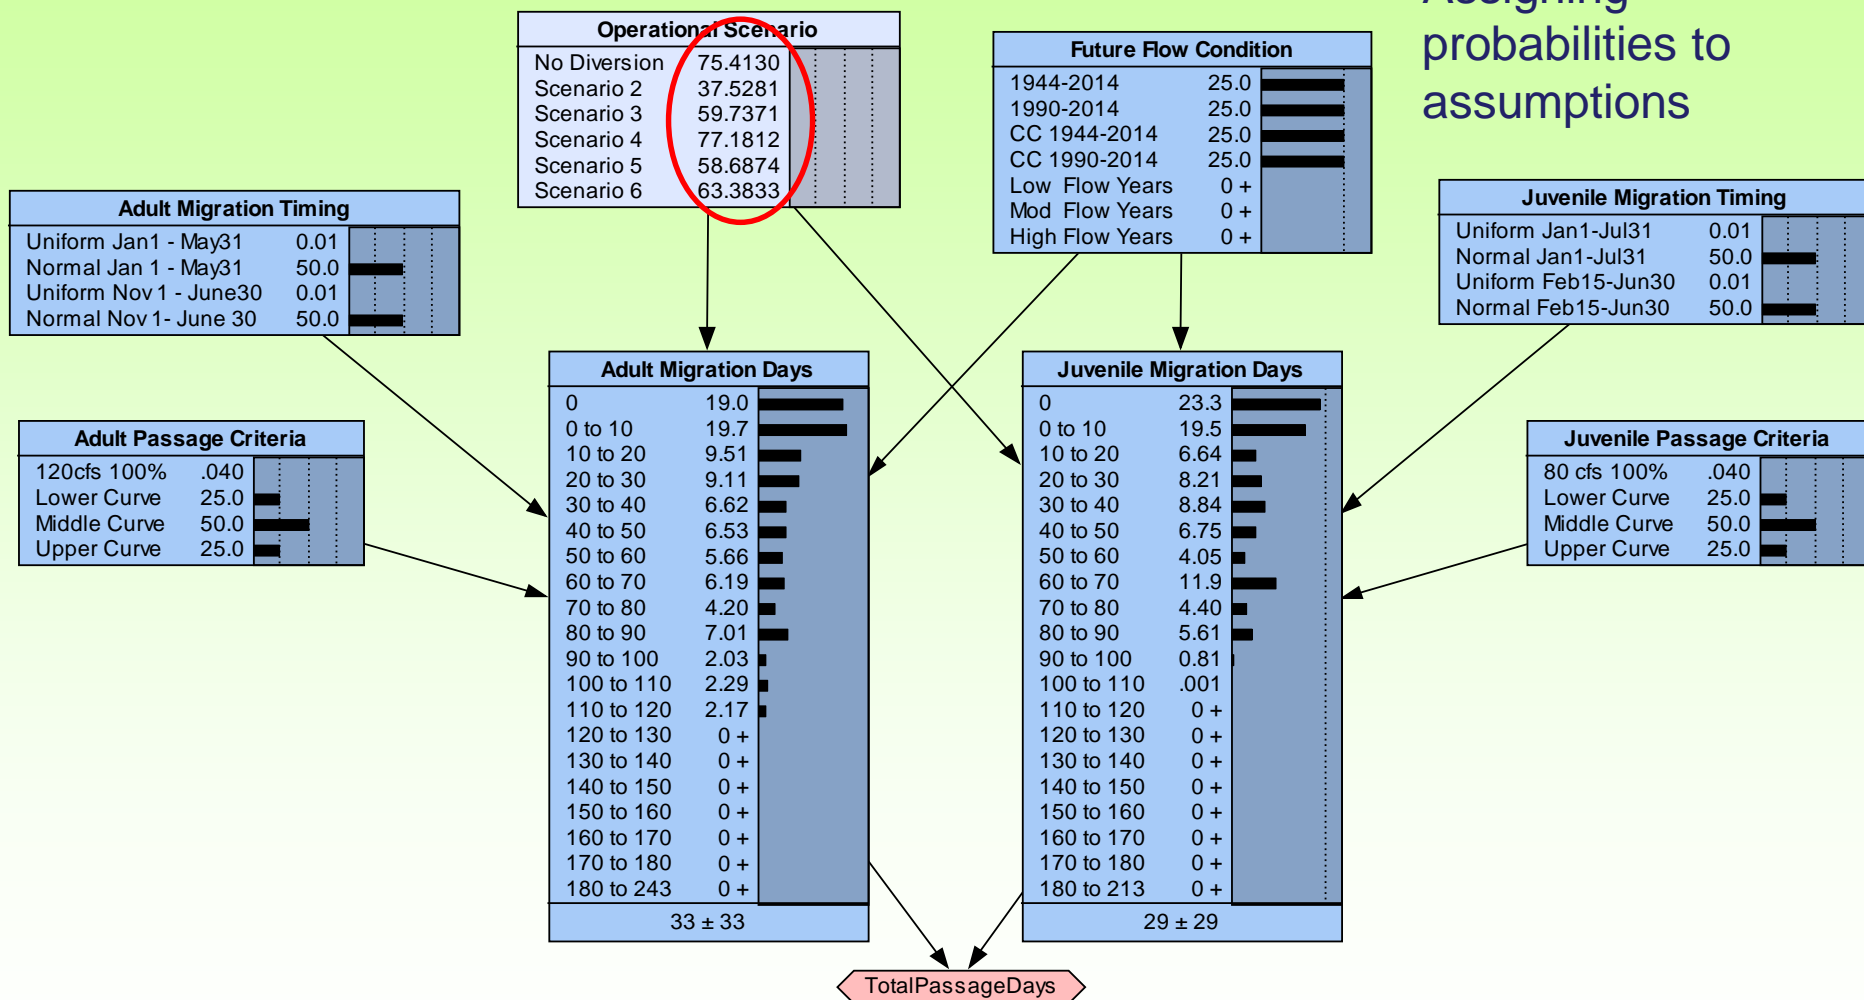 Assigning
probabilities to
assumptions
Operational Scenario
No Diversion 75.4130
Scenario 2 37.5281
Scenario 3 59.7371
Scenario 4 77.1812
Scenario 5 58.6874
Scenario 6 63.3833
Future Flow Condition
1944-2014 25.0
1990-2014 25.0
CC 1944-2014 25.0
CC 1990-2014 25.0
Low Flow Years 0 +
Mod Flow Years 0 +
High Flow Years 0 +
Adult Migration Timing
Uniform Jan1 - May31 0.01
Normal Jan 1 - May31 50.0
Uniform Nov 1 - June30 0.01
Normal Nov 1- June 30 50.0
Juvenile Migration Timing
Uniform Jan1-Jul31 0.01
Normal Jan1-Jul31 50.0
Uniform Feb15-Jun30 0.01
Normal Feb15-Jun30 50.0
Adult Passage Criteria
120cfs 100% .040
Lower Curve 25.0
Middle Curve 50.0
Upper Curve 25.0
Adult Migration Days
0 19.0
0 to 10 19.7
10 to 20 9.51
20 to 30 9.11
30 to 40 6.62
40 to 50 6.53
50 to 60 5.66
60 to 70 6.19
70 to 80 4.20
80 to 90 7.01
90 to 100 2.03
100 to 110 2.29
110 to 120 2.17
120 to 130 0 +
130 to 140 0 +
140 to 150 0 +
150 to 160 0 +
160 to 170 0 +
170 to 180 0 +
180 to 243 0 +
33 ± 33
Juvenile Migration Days
0 23.3
0 to 10 19.5
10 to 20 6.64
20 to 30 8.21
30 to 40 8.84
40 to 50 6.75
50 to 60 4.05
60 to 70 11.9
70 to 80 4.40
80 to 90 5.61
90 to 100 0.81
100 to 110 .001
110 to 120 0 +
120 to 130 0 +
130 to 140 0 +
140 to 150 0 +
150 to 160 0 +
160 to 170 0 +
170 to 180 0 +
180 to 213 0 +
29 ± 29
Juvenile Passage Criteria
80 cfs 100% .040
Lower Curve 25.0
Middle Curve 50.0
Upper Curve 25.0
TotalPassageDays